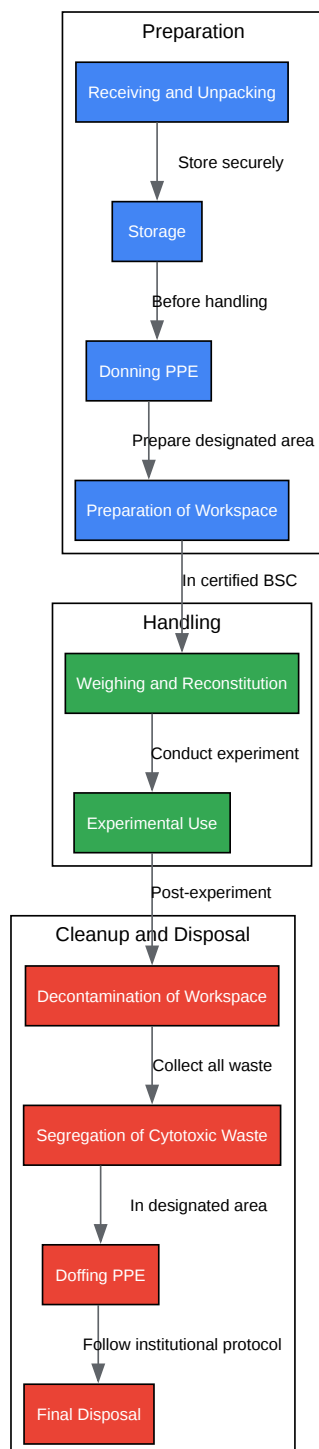 Preparation
Receiving and Unpacking
Store securely
Storage
Before handling
Donning PPE
Prepare designated area
Preparation of Workspace
In certified BSC
Handling
Weighing and Reconstitution
Conduct experiment
Experimental Use
Post-experiment
Cleanup and Disposal
Decontamination of Workspace
Collect all waste
Segregation of Cytotoxic Waste
In designated area
Doffing PPE
Follow institutional protocol
Final Disposal